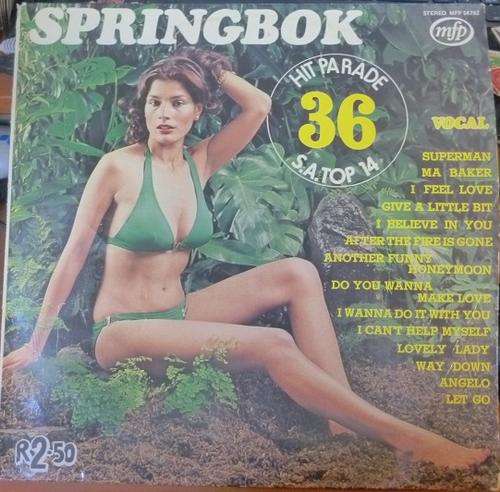 SPRINGBOK
STEREO MFP 54762
mfp
HIT PARADE
36
S.A. TOP 14
VOCAL
SUPERMAN
MA BAKER
I FEEL LOVE
GIVE A LITTLE BIT
I BELIEVE IN YOU
AFTER THE FIRE IS GONE
ANOTHER FUNNY
HONEYMOON
DO YOU WANNA
MAKE LOVE
I WANNA DO IT WITH YOU
I CAN'T HELP MYSELF
LOVELY LADY
WAY DOWN
ANGELO
LET GO
R2.50